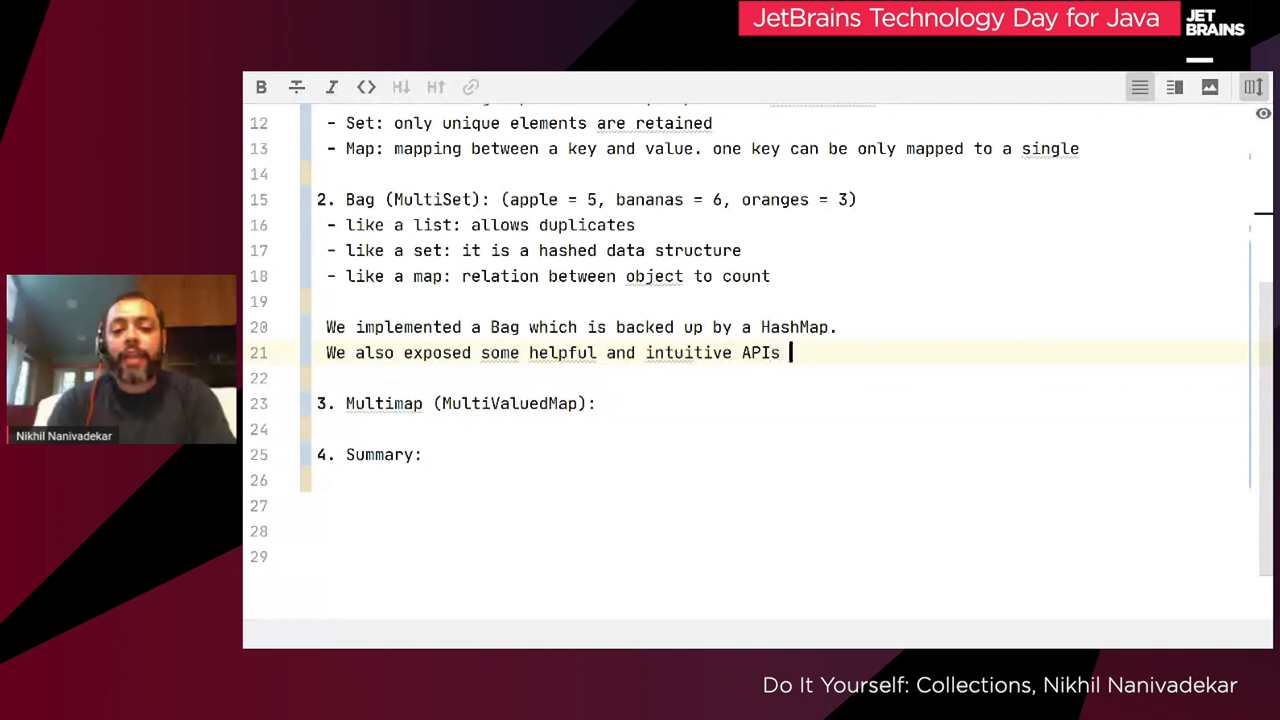 JetBrains Technology Day for Java
JET
BRAINS
B I <> H↓ H↑
12 - Set: only unique elements are retained
13 - Map: mapping between a key and value. one key can be only mapped to a single
14
15 2. Bag (MultiSet): (apple = 5, bananas = 6, oranges = 3)
16 - like a list: allows duplicates
17 - like a set: it is a hashed data structure
18 - like a map: relation between object to count
19
20 We implemented a Bag which is backed up by a HashMap.
21 We also exposed some helpful and intuitive APIs
22
23 3. Multimap (MultiValuedMap):
24
25 4. Summary:
26
27
28
29
Nikhil Nanivadekar
Do It Yourself: Collections, Nikhil Nanivadekar